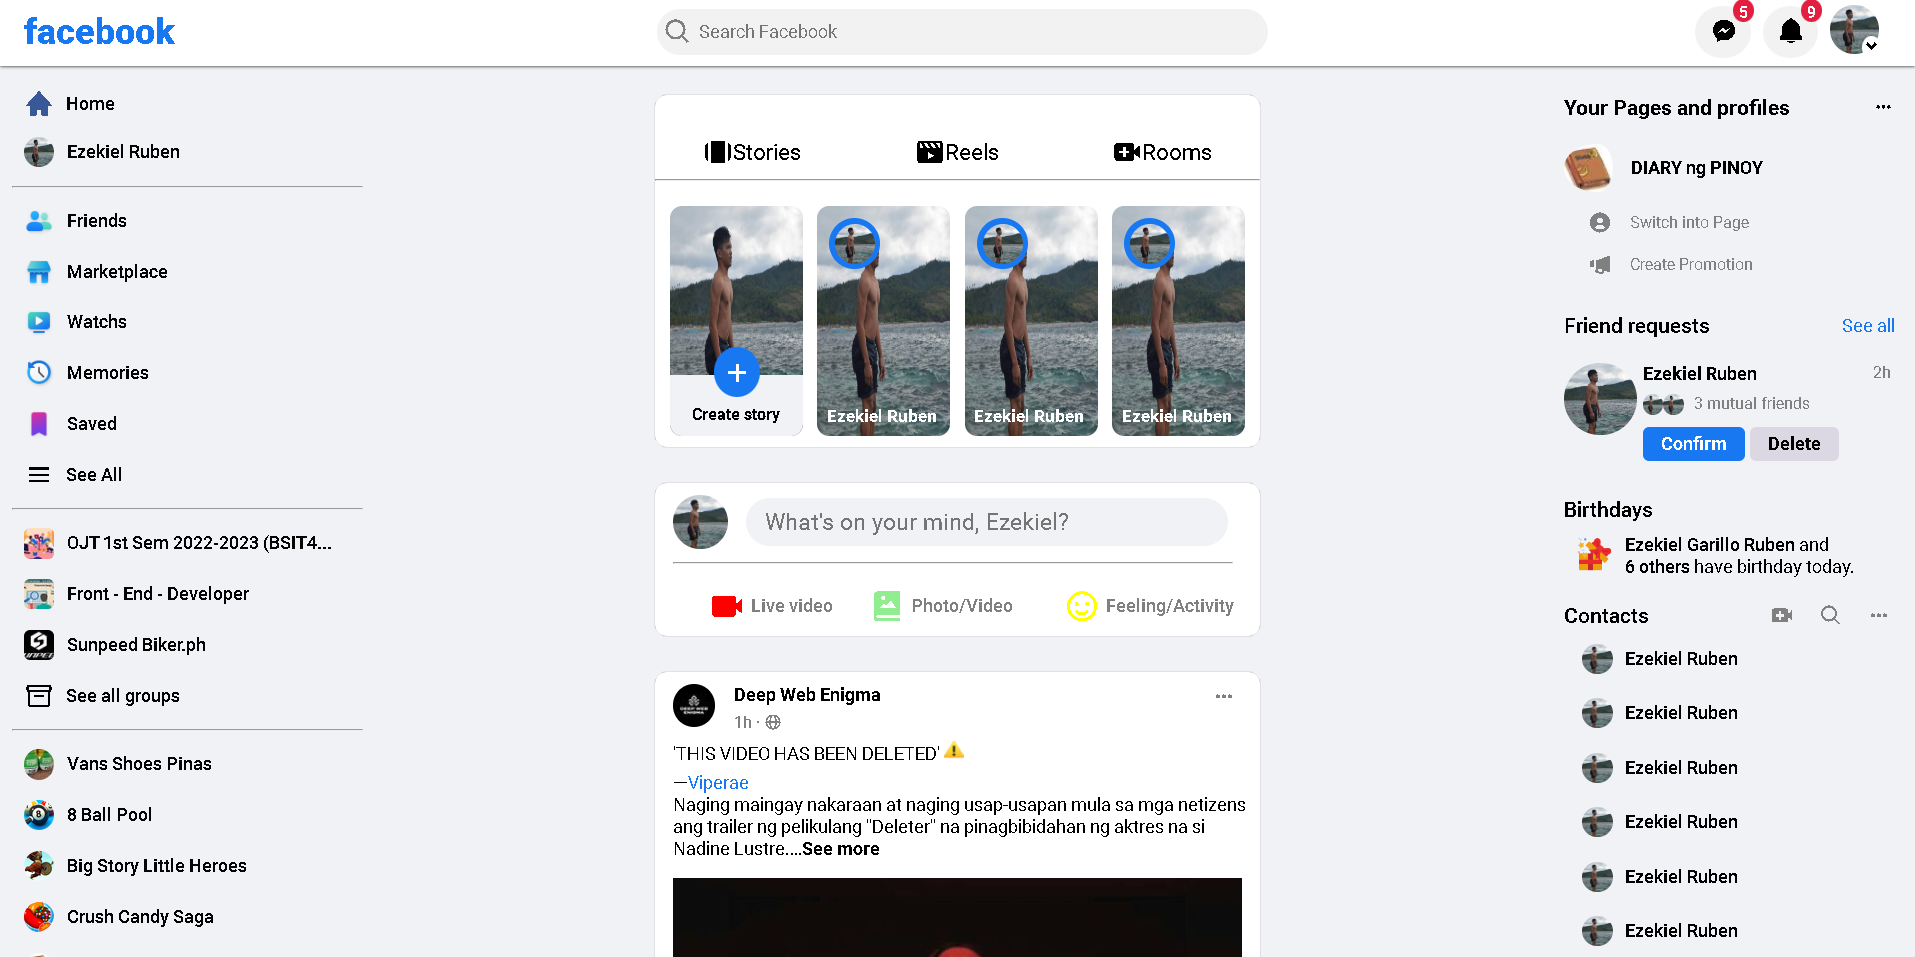 facebook
Search Facebook
5
9
Home
Ezekiel Ruben
Friends
Marketplace
Watchs
Memories
Saved
See All
OJT 1st Sem 2022-2023 (BSIT4...
Front - End - Developer
Sunpeed Biker.ph
See all groups
Vans Shoes Pinas
8 Ball Pool
Big Story Little Heroes
Crush Candy Saga
Stories
Reels
Rooms
Create story
Ezekiel Ruben
Ezekiel Ruben
Ezekiel Ruben
What's on your mind, Ezekiel?
Live video
Photo/Video
Feeling/Activity
DEEP WEB
ENIGMA
Deep Web Enigma
1h ·
'THIS VIDEO HAS BEEN DELETED'
—Viperae
Naging maingay nakaraan at naging usap-usapan mula sa mga netizens
ang trailer ng pelikulang "Deleter" na pinagbibidahan ng aktres na si
Nadine Lustre....See more
Your Pages and profiles
DIARY ng PINOY
Switch into Page
Create Promotion
Friend requests
See all
Ezekiel Ruben
2h
3 mutual friends
Confirm
Delete
Birthdays
Ezekiel Garillo Ruben and
6 others have birthday today.
Contacts
Ezekiel Ruben
Ezekiel Ruben
Ezekiel Ruben
Ezekiel Ruben
Ezekiel Ruben
Ezekiel Ruben